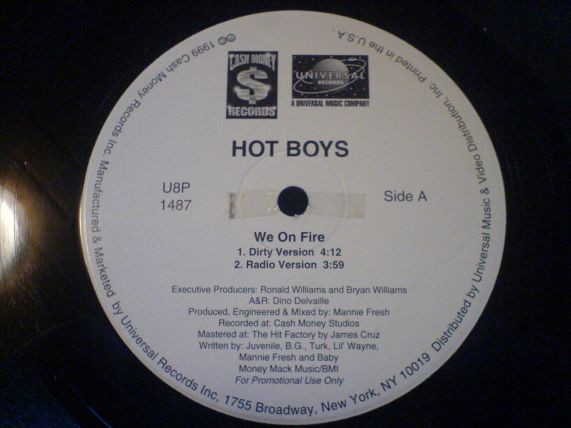 CASH MONEY
$
RECORDS
UNIVERSAL
RECORDS
A UNIVERSAL MUSIC COMPANY
HOT BOYS
U8P
1487
Side A
We On Fire
1. Dirty Version 4:12
2. Radio Version 3:59
Executive Producers: Ronald Williams and Bryan Williams
A&R: Dino Delvaille
Produced, Engineered & Mixed by: Mannie Fresh
Recorded at: Cash Money Studios
Mastered at: The Hit Factory by James Cruz
Written by: Juvenile, B.G., Turk, Lil' Wayne,
Mannie Fresh and Baby
Money Mack Music/BMI
For Promotional Use Only
℗© 1999 Cash Money Records Inc. Manufactured & Marketed by Universal Records Inc, 1755 Broadway, New York, NY 10019 Distributed by Universal Music & Video Distribution, Inc. Printed in the U.S.A.